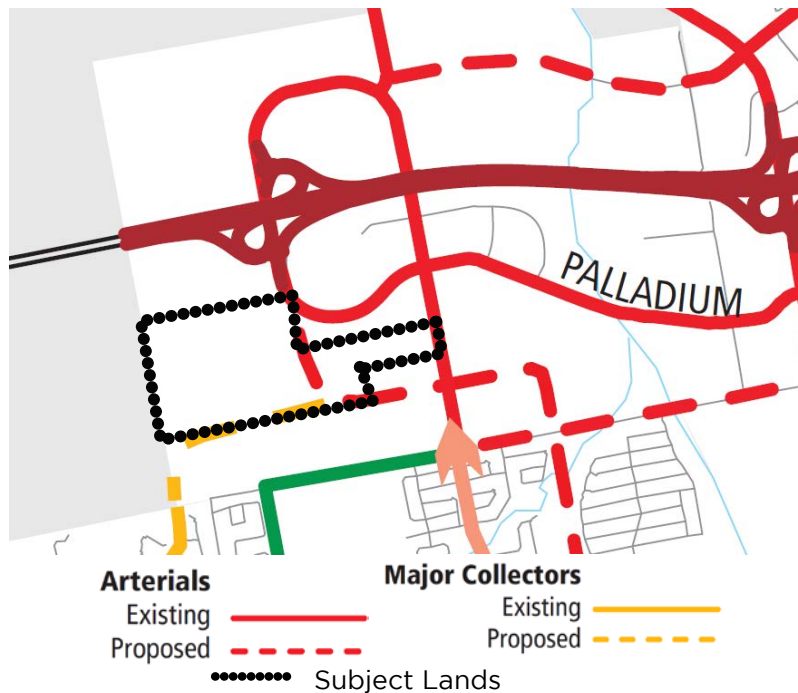 PALLADIUM
Arterials
Existing
Proposed
Major Collectors
Existing
Proposed
Subject Lands